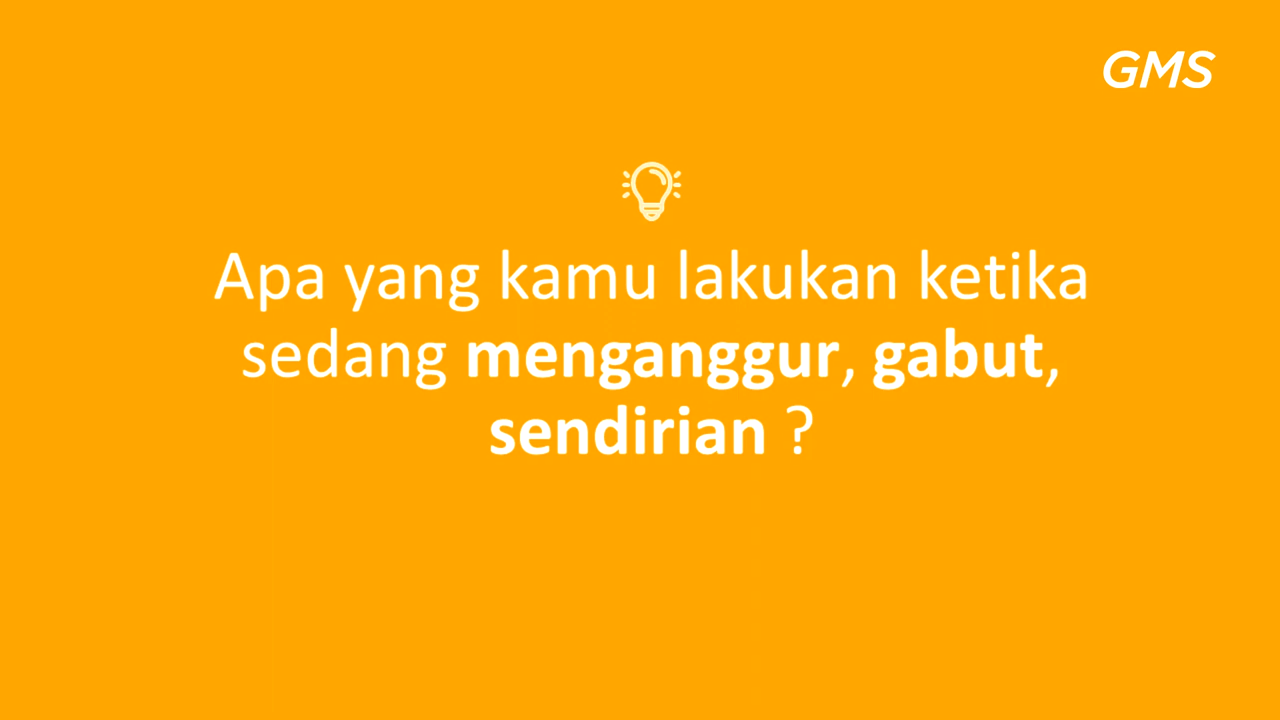 GMS
Apa yang kamu lakukan ketika
sedang menganggur, gabut,
sendirian ?